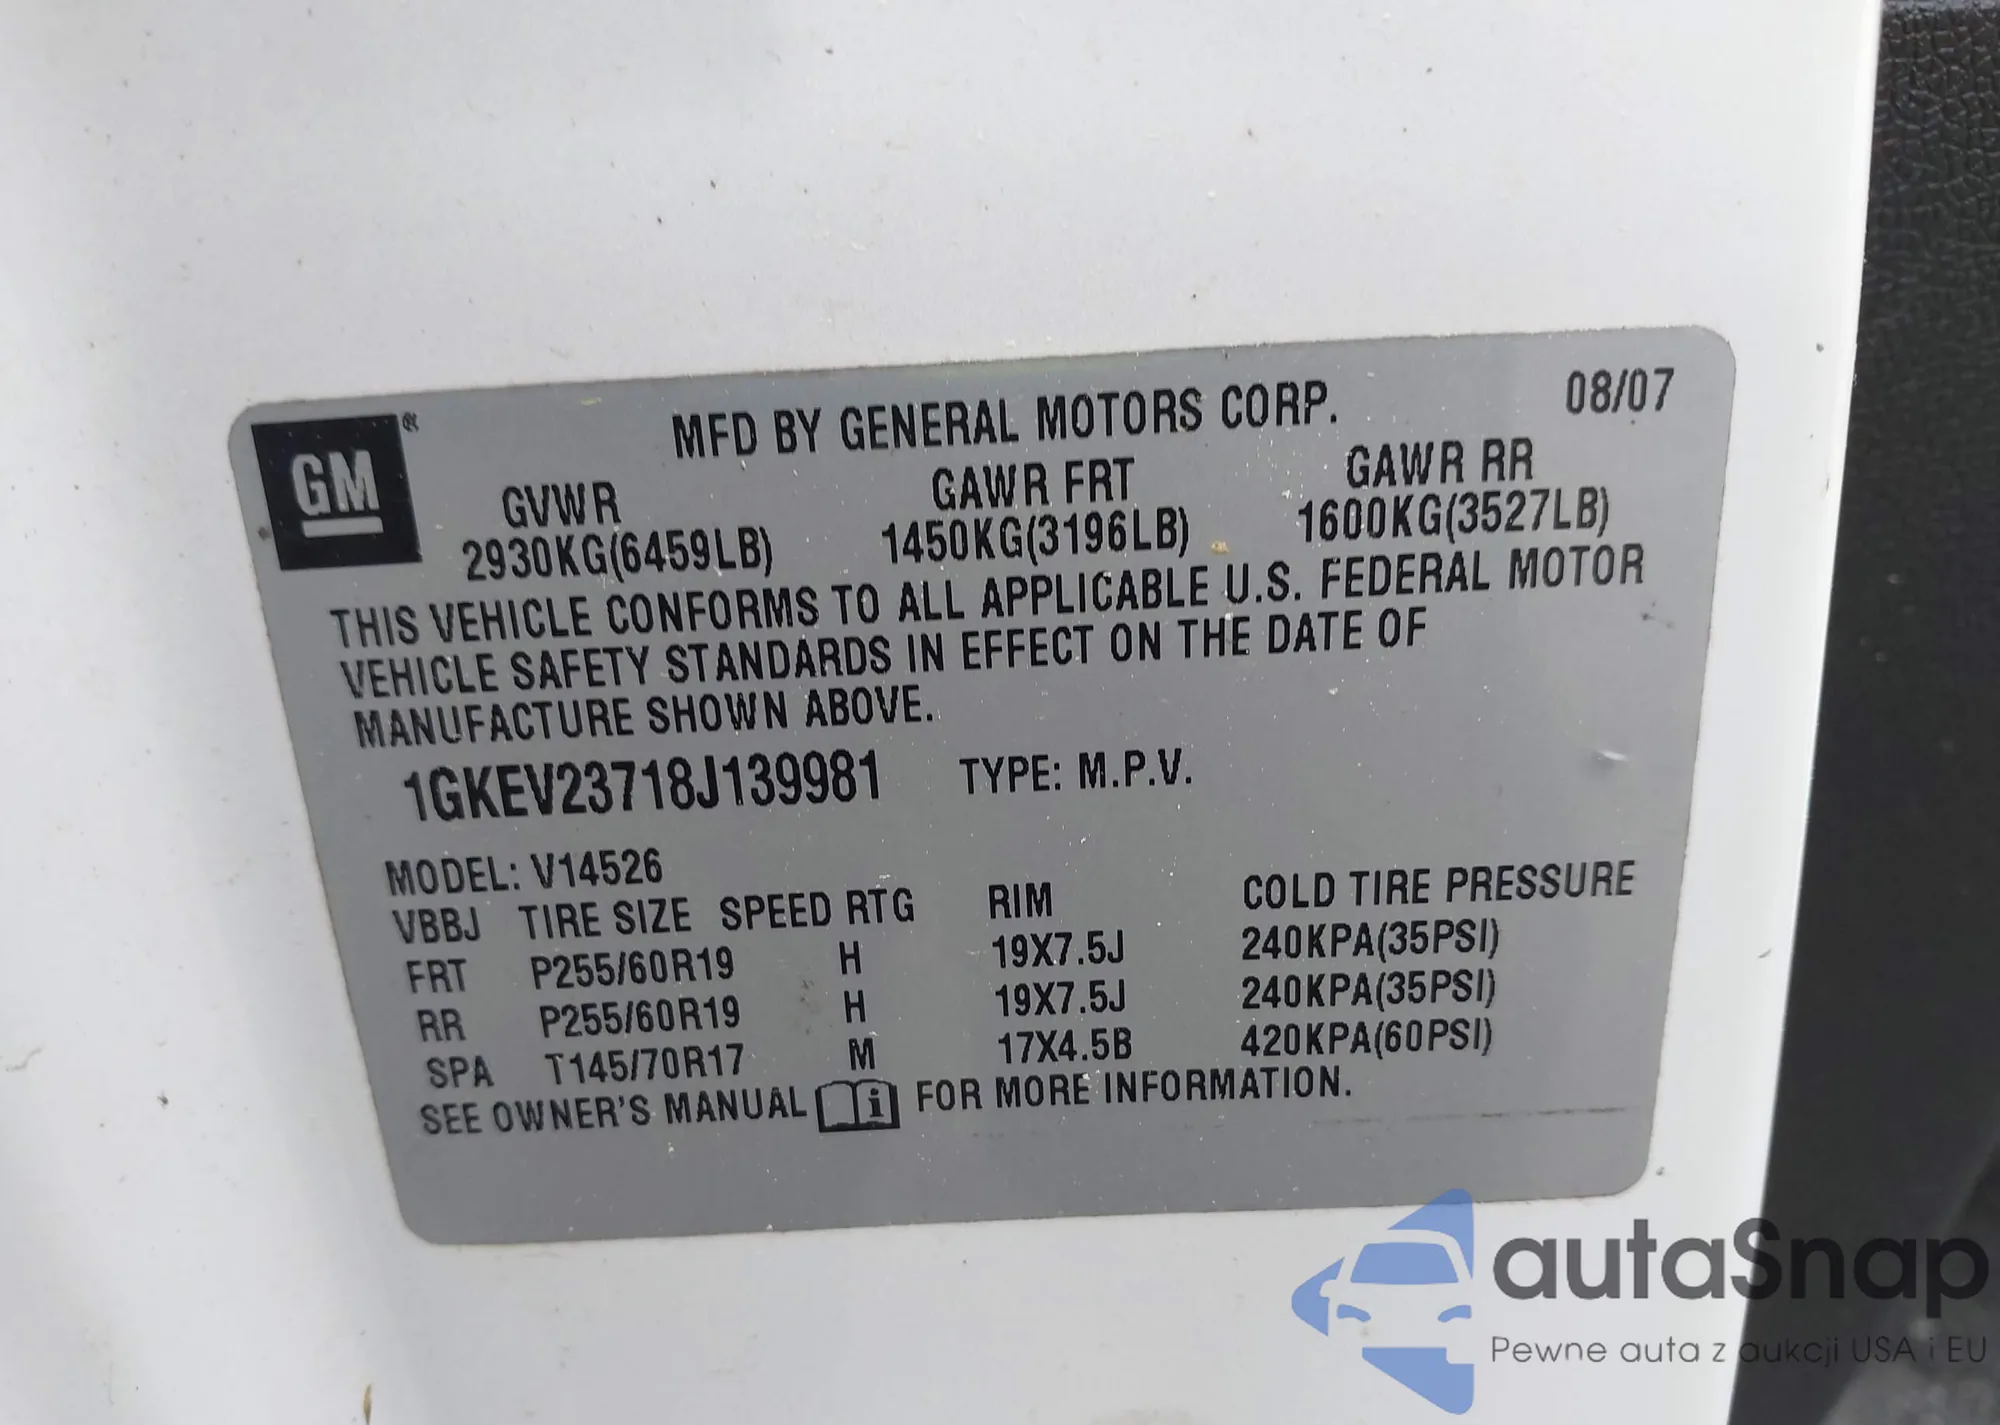 GM
MFD BY GENERAL MOTORS CORP. 08/07
GVWR GAWR FRT GAWR RR
2930KG(6459LB) 1450KG(3196LB) 1600KG(3527LB)
THIS VEHICLE CONFORMS TO ALL APPLICABLE U.S. FEDERAL MOTOR
VEHICLE SAFETY STANDARDS IN EFFECT ON THE DATE OF
MANUFACTURE SHOWN ABOVE.
1GKEV23718J139981 TYPE: M.P.V.
MODEL: V14526
VBBJ TIRE SIZE SPEED RTG RIM COLD TIRE PRESSURE
FRT P255/60R19 H 19X7.5J 240KPA(35PSI)
RR P255/60R19 H 19X7.5J 240KPA(35PSI)
SPA T145/70R17 M 17X4.5B 420KPA(60PSI)
SEE OWNER'S MANUAL i FOR MORE INFORMATION.
autaSnap
Pewne auta z aukcji USA i EU